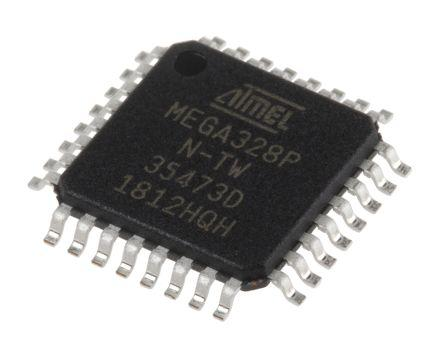 ATMEL
MEGA328P
N-TW
35473D
1812HQH